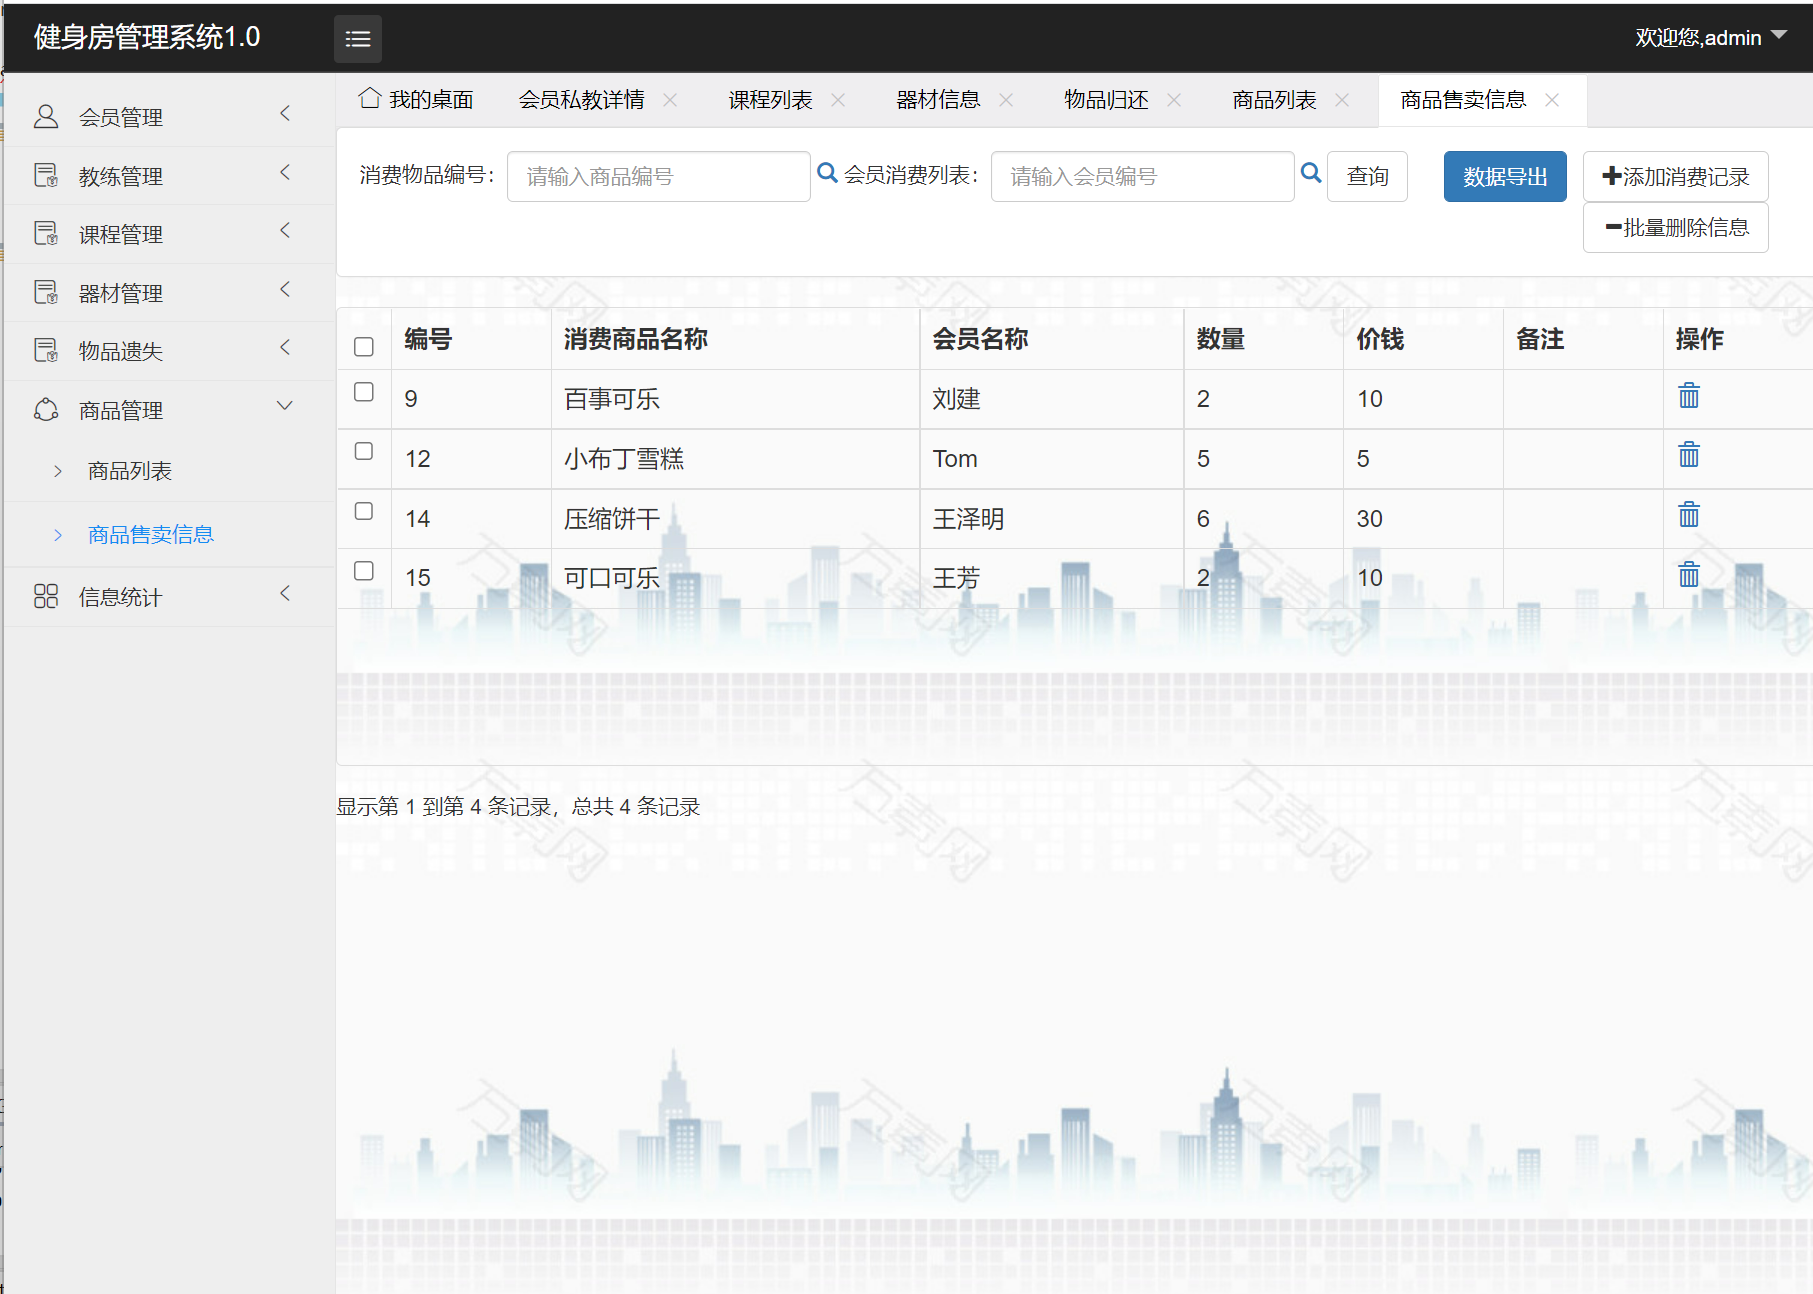 健身房管理系统1.0
欢迎您,admin
会员管理
教练管理
课程管理
器材管理
物品遗失
商品管理
商品列表
商品售卖信息
信息统计
我的桌面 会员私教详情 课程列表 器材信息 物品归还 商品列表 商品售卖信息
消费物品编号： 请输入商品编号 会员消费列表： 请输入会员编号 查询 数据导出 添加消费记录
批量删除信息
编号 消费商品名称 会员名称 数量 价钱 备注 操作
9 百事可乐 刘建 2 10
12 小布丁雪糕 Tom 5 5
14 压缩饼干 王泽明 6 30
15 可口可乐 王芳 2 10
显示第 1 到第 4 条记录，总共 4 条记录